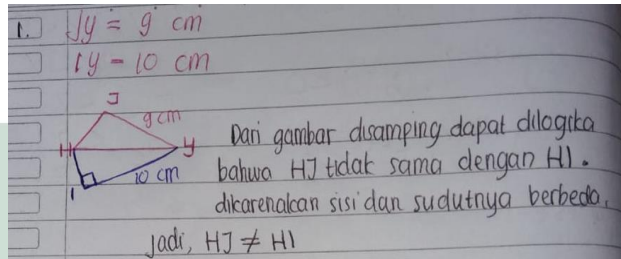 1. Jy = 9 cm
Iy = 10 cm
J
9 cm
H
y
10 cm
I
Dari gambar disamping dapat dilogika
bahwa HJ tidak sama dengan HI.
dikarenakan sisi dan sudutnya berbeda.
Jadi, HJ ≠ HI